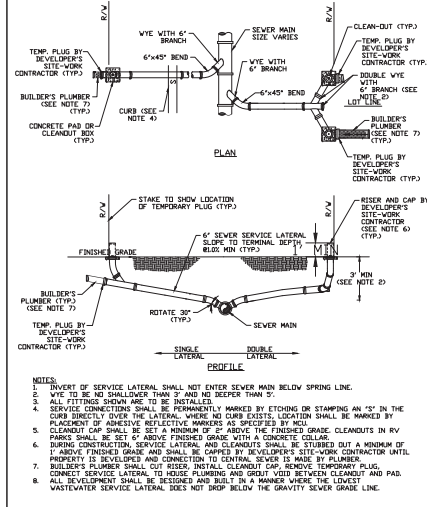 R/W
WYE WITH 6"
BRANCH
SEWER MAIN
SIZE VARIES
R/W
CLEAN-OUT (TYP.)
TEMP. PLUG BY
DEVELOPER'S
SITE-WORK
CONTRACTOR (TYP.)
TEMP. PLUG BY
DEVELOPER'S
SITE-WORK
CONTRACTOR (TYP.)
6"x45° BEND
WYE WITH
6" BRANCH
6"x45° BEND
DOUBLE WYE
WITH
6" BRANCH (SEE
NOTE 2)
LOT LINE
BUILDER'S PLUMBER
(SEE NOTE 7)
(TYP.)
CURB (SEE
NOTE 4)
S
BUILDER'S
PLUMBER
(SEE NOTE 7)
(TYP.)
CONCRETE PAD OR
CLEANOUT BOX
(TYP.)
TEMP. PLUG BY
DEVELOPER'S
SITE-WORK
CONTRACTOR (TYP.)
PLAN
R/W
STAKE TO SHOW LOCATION
OF TEMPORARY PLUG (TYP.)
R/W
RISER AND CAP BY
DEVELOPER'S
SITE-WORK
CONTRACTOR
(SEE NOTE 6)
(TYP.)
6" SEWER SERVICE LATERAL
SLOPE TO TERMINAL DEPTH
@1.0% MIN (TYP.)
1' MIN
FINISHED GRADE
3' MIN
(SEE NOTE 2)
BUILDER'S
PLUMBER (TYP.)
(SEE NOTE 7)
TEMP. PLUG BY
DEVELOPER'S
SITE-WORK
CONTRACTOR (TYP.)
ROTATE 30°
(TYP.)
SEWER MAIN
SINGLE
LATERAL
DOUBLE
LATERAL
PROFILE
NOTES:
1. INVERT OF SERVICE LATERAL SHALL NOT ENTER SEWER MAIN BELOW SPRING LINE.
2. WYE TO BE NO SHALLOWER THAN 3' AND NO DEEPER THAN 5'.
3. ALL FITTINGS SHOWN ARE TO BE INSTALLED.
4. SERVICE CONNECTIONS SHALL BE PERMANENTLY MARKED BY ETCHING OR STAMPING AN "S" IN THE
CURB DIRECTLY OVER THE LATERAL. WHERE NO CURB EXISTS, LOCATION SHALL BE MARKED BY
PLACEMENT OF ADHESIVE REFLECTIVE MARKERS AS SPECIFIED BY MCU.
5. CLEANOUT CAP SHALL BE SET A MINIMUM OF 2" ABOVE THE FINISHED GRADE. CLEANOUTS IN RV
PARKS SHALL BE SET 6" ABOVE FINISHED GRADE WITH A CONCRETE COLLAR.
6. DURING CONSTRUCTION, SERVICE LATERAL AND CLEANOUTS SHALL BE STUBBED OUT A MINIMUM OF
1' ABOVE FINISHED GRADE AND SHALL BE CAPPED BY DEVELOPER'S SITE-WORK CONTRACTOR UNTIL
PROPERTY IS DEVELOPED AND CONNECTION TO CENTRAL SEWER IS MADE BY PLUMBER.
7. BUILDER'S PLUMBER SHALL CUT RISER, INSTALL CLEANOUT CAP, REMOVE TEMPORARY PLUG,
CONNECT SERVICE LATERAL TO HOUSE PLUMBING AND GROUT VOID BETWEEN CLEANOUT AND PAD.
8. ALL DEVELOPMENT SHALL BE DESIGNED AND BUILT IN A MANNER WHERE THE LOWEST
WASTEWATER SERVICE LATERAL DOES NOT DROP BELOW THE GRAVITY SEWER GRADE LINE.